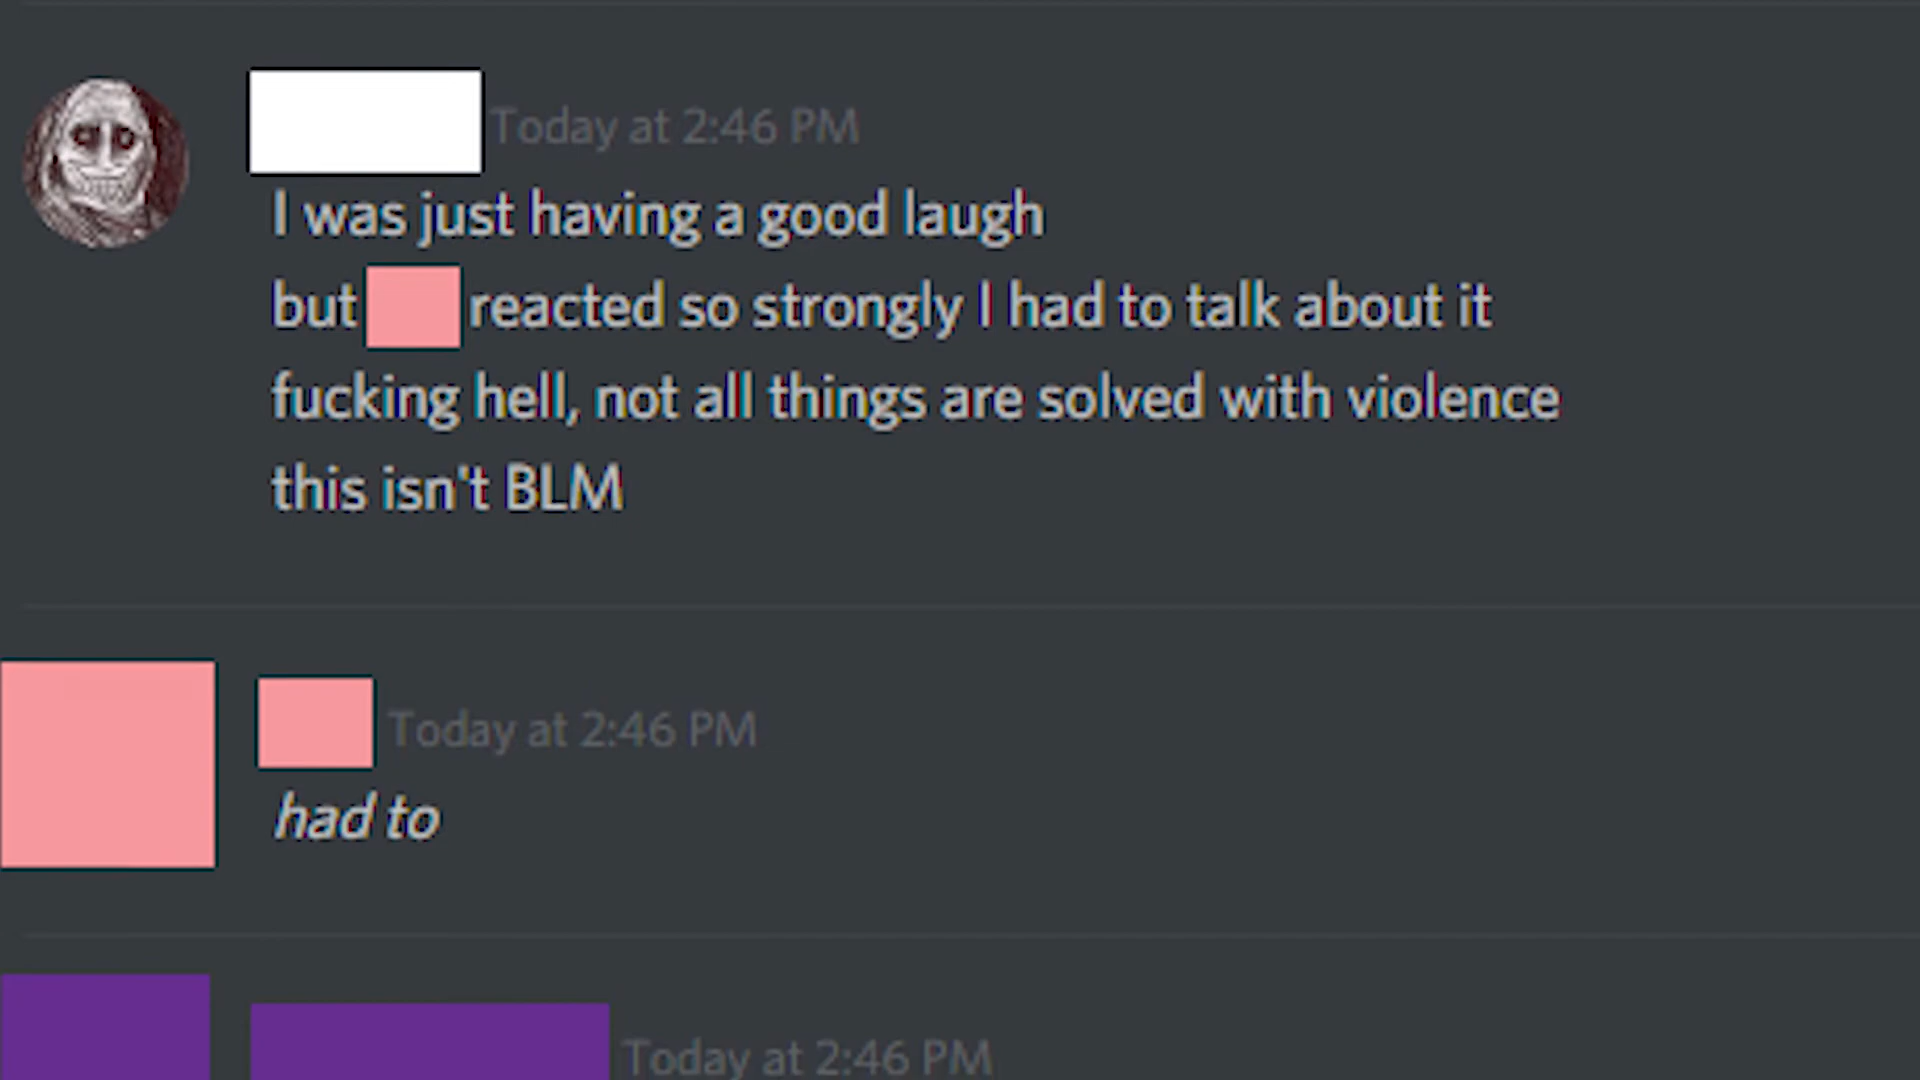 Today at 2:46 PM
I was just having a good laugh
but reacted so strongly I had to talk about it
fucking hell, not all things are solved with violence
this isn't BLM
Today at 2:46 PM
had to
Today at 2:46 PM